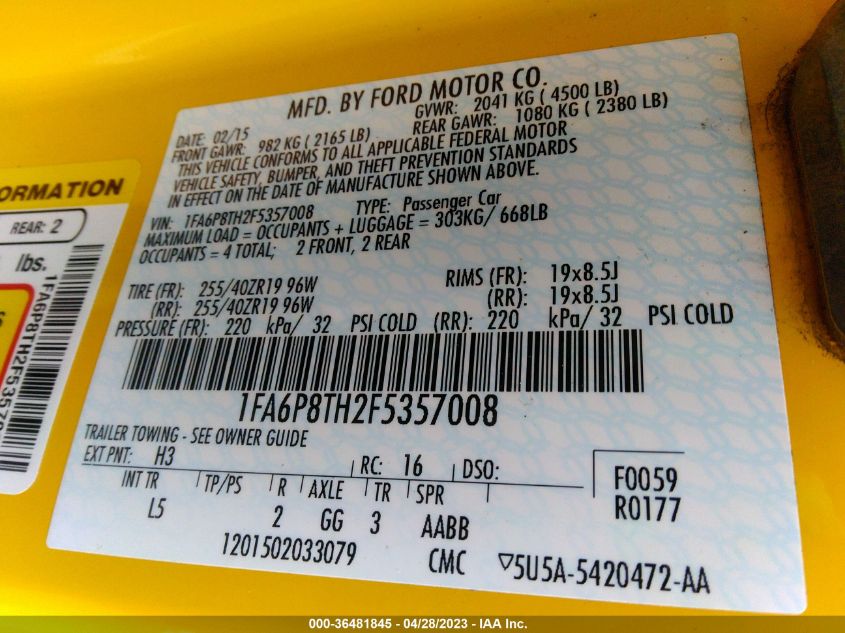 MFD. BY FORD MOTOR CO.
DATE: 02/15 GVWR: 2041 KG ( 4500 LB)
FRONT GAWR: 982 KG ( 2165 LB) REAR GAWR: 1080 KG ( 2380 LB)
THIS VEHICLE CONFORMS TO ALL APPLICABLE FEDERAL MOTOR
VEHICLE SAFETY, BUMPER, AND THEFT PREVENTION STANDARDS
IN EFFECT ON THE DATE OF MANUFACTURE SHOWN ABOVE.
VIN: 1FA6P8TH2F5357008 TYPE: Passenger Car
MAXIMUM LOAD = OCCUPANTS + LUGGAGE = 303KG/ 668LB
OCCUPANTS = 4 TOTAL; 2 FRONT, 2 REAR
TIRE (FR): 255/40ZR19 96W RIMS (FR): 19x8.5J
(RR): 255/40ZR19 96W (RR): 19x8.5J
PRESSURE (FR): 220 kPa/ 32 PSI COLD (RR): 220 kPa/ 32 PSI COLD
1FA6P8TH2F5357008
TRAILER TOWING - SEE OWNER GUIDE
EXT PNT: H3 RC: 16 DSO:
INT TR TP/PS R AXLE TR SPR
L5 2 GG 3 AABB
F0059
R0177
1201502033079 CMC ▽5U5A-5420472-AA
ORMATION
REAR: 2
lbs.
1FA6P8TH2F53570
000-36481845 - 04/28/2023 - IAA Inc.